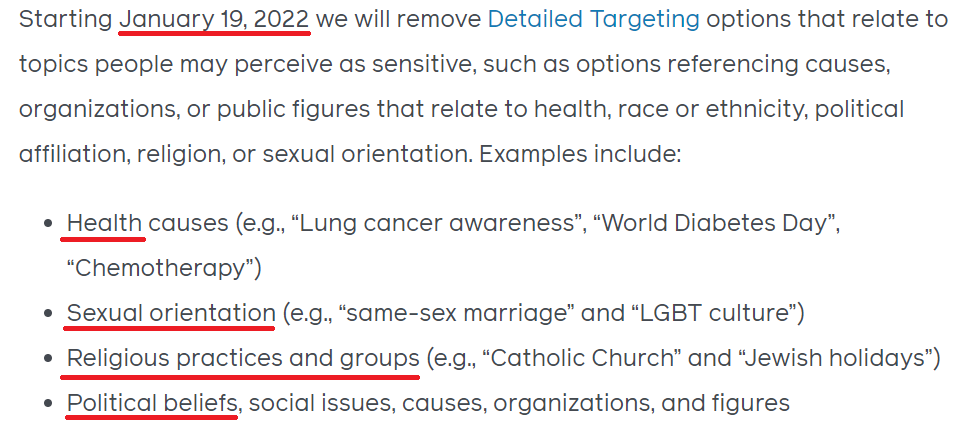 Starting January 19, 2022 we will remove Detailed Targeting options that relate to
topics people may perceive as sensitive, such as options referencing causes,
organizations, or public figures that relate to health, race or ethnicity, political
affiliation, religion, or sexual orientation. Examples include:
• Health causes (e.g., “Lung cancer awareness”, “World Diabetes Day”,
“Chemotherapy”)
• Sexual orientation (e.g., “same-sex marriage” and “LGBT culture”)
• Religious practices and groups (e.g., “Catholic Church” and “Jewish holidays”)
• Political beliefs, social issues, causes, organizations, and figures